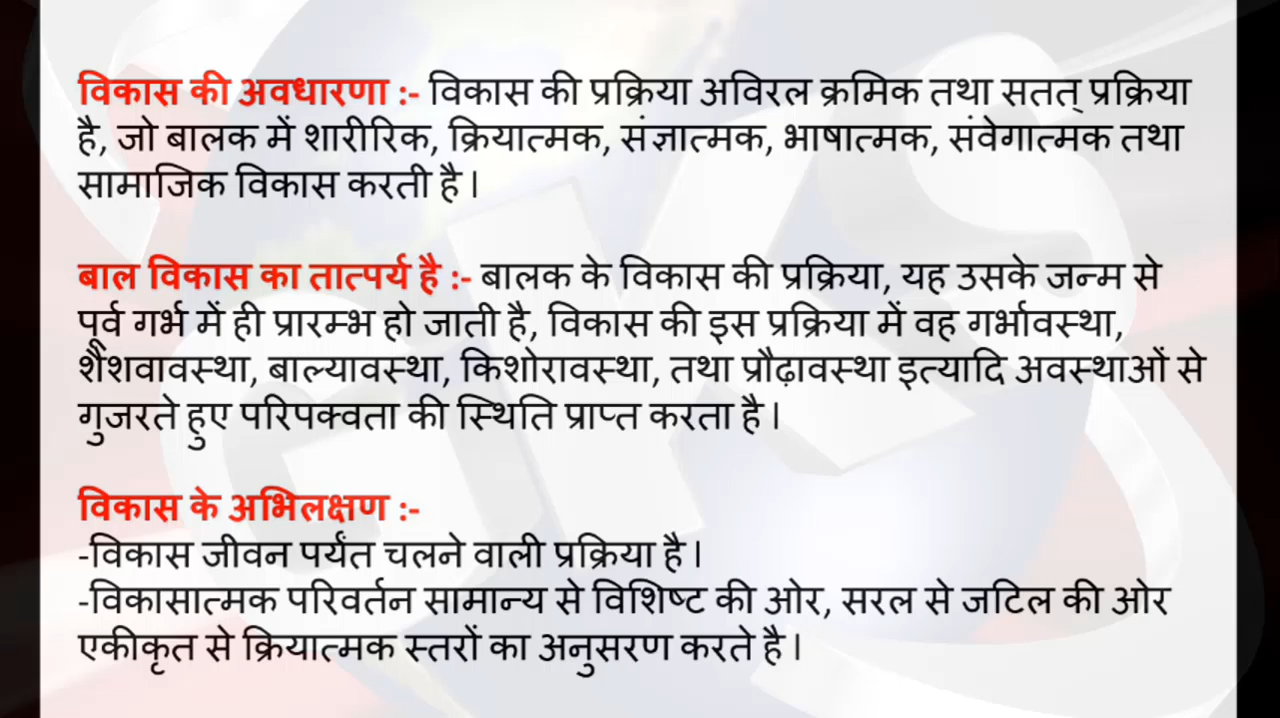 विकास की अवधारणा :- विकास की प्रक्रिया अविरल क्रमिक तथा सतत् प्रक्रिया
है, जो बालक में शारीरिक, क्रियात्मक, संज्ञात्मक, भाषात्मक, संवेगात्मक तथा
सामाजिक विकास करती है।
बाल विकास का तात्पर्य है :- बालक के विकास की प्रक्रिया, यह उसके जन्म से
पूर्व गर्भ में ही प्रारम्भ हो जाती है, विकास की इस प्रक्रिया में वह गर्भावस्था,
शैंशवावस्था, बाल्यावस्था, किशोरावस्था, तथा प्रौढ़ावस्था इत्यादि अवस्थाओं से
गुजरते हुए परिपक्वता की स्थिति प्राप्त करता है।
विकास के अभिलक्षण :-
-विकास जीवन पर्यंत चलने वाली प्रक्रिया है।
-विकासात्मक परिवर्तन सामान्य से विशिष्ट की ओर, सरल से जटिल की ओर
एकीकृत से क्रियात्मक स्तरों का अनुसरण करते है।